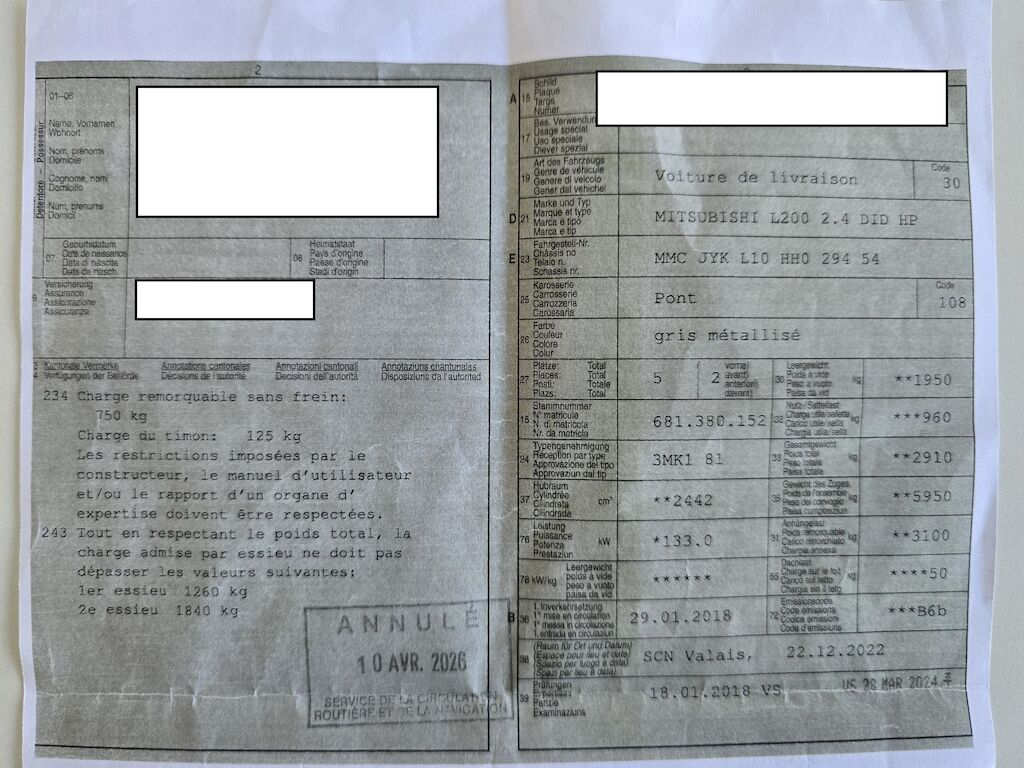 2
01–06
Name, Vornamen
Wohnort
Nom, prénoms
Domicile
Cognome, nomi
Domicilio
Num, prenums
Domicil
Detentore – Possessur
07 Geburtsdatum
Date de naissance
Data di nascita
Data da nasch.
08 Heimatstaat
Pays d'origine
Paese d'origine
Stadi d'origin
9 Versicherung
Assurance
Assicurazione
Assicuranza
Kantonale Vermerke Annotations cantonales Annotazioni cantonali Annotaziuns chantunalas
Verfügungen der Behörde Décisions de l'autorité Decisioni dell'autorità Disposiziuns da l'autoritad
234 Charge remorquable sans frein:
750 kg
Charge du timon: 125 kg
Les restrictions imposées par le
constructeur, le manuel d'utilisateur
et/ou le rapport d'un organe d'
expertise doivent être respectées.
243 Tout en respectant le poids total, la
charge admise par essieu ne doit pas
dépasser les valeurs suivantes:
1er essieu 1260 kg
2e essieu 1840 kg
ANNULÉ
10 AVR. 2026
SERVICE DE LA CIRCULATION
ROUTIÈRE ET DE LA NAVIGATION
A 15 Schild
Plaque
Targa
Numer
17 Bes. Verwendung
Usage spécial
Uso speciale
Diever spezial
19 Art des Fahrzeugs
Genre de véhicule
Genere di veicolo
Gener dal vehichel
Voiture de livraison
Code
30
D 21 Marke und Typ
Marque et type
Marca e tipo
Marca e tip
MITSUBISHI L200 2.4 DID HP
E 23 Fahrgestell-Nr.
Châssis no
Telaio n.
Schassis nr.
MMC JYK L10 HH0 294 54
25 Karosserie
Carrosserie
Carrozzeria
Carossaria
Pont
Code
108
26 Farbe
Couleur
Colore
Colur
gris métallisé
27 Plätze: Total
Places: Total
Posti: Totale
Plazs: Total
5 ( 2 vorne)
avant)
anteriori)
davant)
30 Leergewicht
Poids à vide
Peso a vuoto
Paisa da vid
kg
**1950
18 Stammnummer
N° matricule
N. di matricola
Nr. da matricla
681.380.152
32 Nutz-/Sattellast
Charge utile/sellette
Carico utile/sella
Chargia utila/sella
kg
***960
24 Typengenehmigung
Réception par type
Approvazione del tipo
Approvaziun dal tip
3MK1 81
33 Gesamtgewicht
Poids total
Peso totale
Paisa totala
kg
**2910
37 Hubraum
Cylindrée
Cilindrata
Cilindrada
cm³
**2442
35 Gewicht des Zuges
Poids de l'ensemble
Peso del convoglio
Paisa cumposiziun
kg
**5950
76 Leistung
Puissance
Potenza
Prestaziun
kW
*133.0
31 Anhängelast
Poids remorquable
Carico rimorchiato
Chargia annexa
kg
**3100
78 kW/kg Leergewicht
poids à vide
peso a vuoto
paisa da vid
******
55 Dachlast
Charge sur le toit
Carico sul tetto
Chargia sin il tetg
kg
****50
B 36 1. Inverkehrsetzung
1re mise en circulation
1a messa in circolazione
1. entrada en circulaziun
29.01.2018
72 Emissionscode
Code émissions
Codice emissioni
Code d'emissiuns
***B6b
38 (Raum für Ort und Datum)
(Espace pour lieu et date)
(Spazio per luogo e data)
(Spazi per lieu e data)
SCN Valais, 22.12.2022
39 Prüfungen
Expertises
Perizie
Examinaziuns
18.01.2018 VS
VS 26 MAR 2024